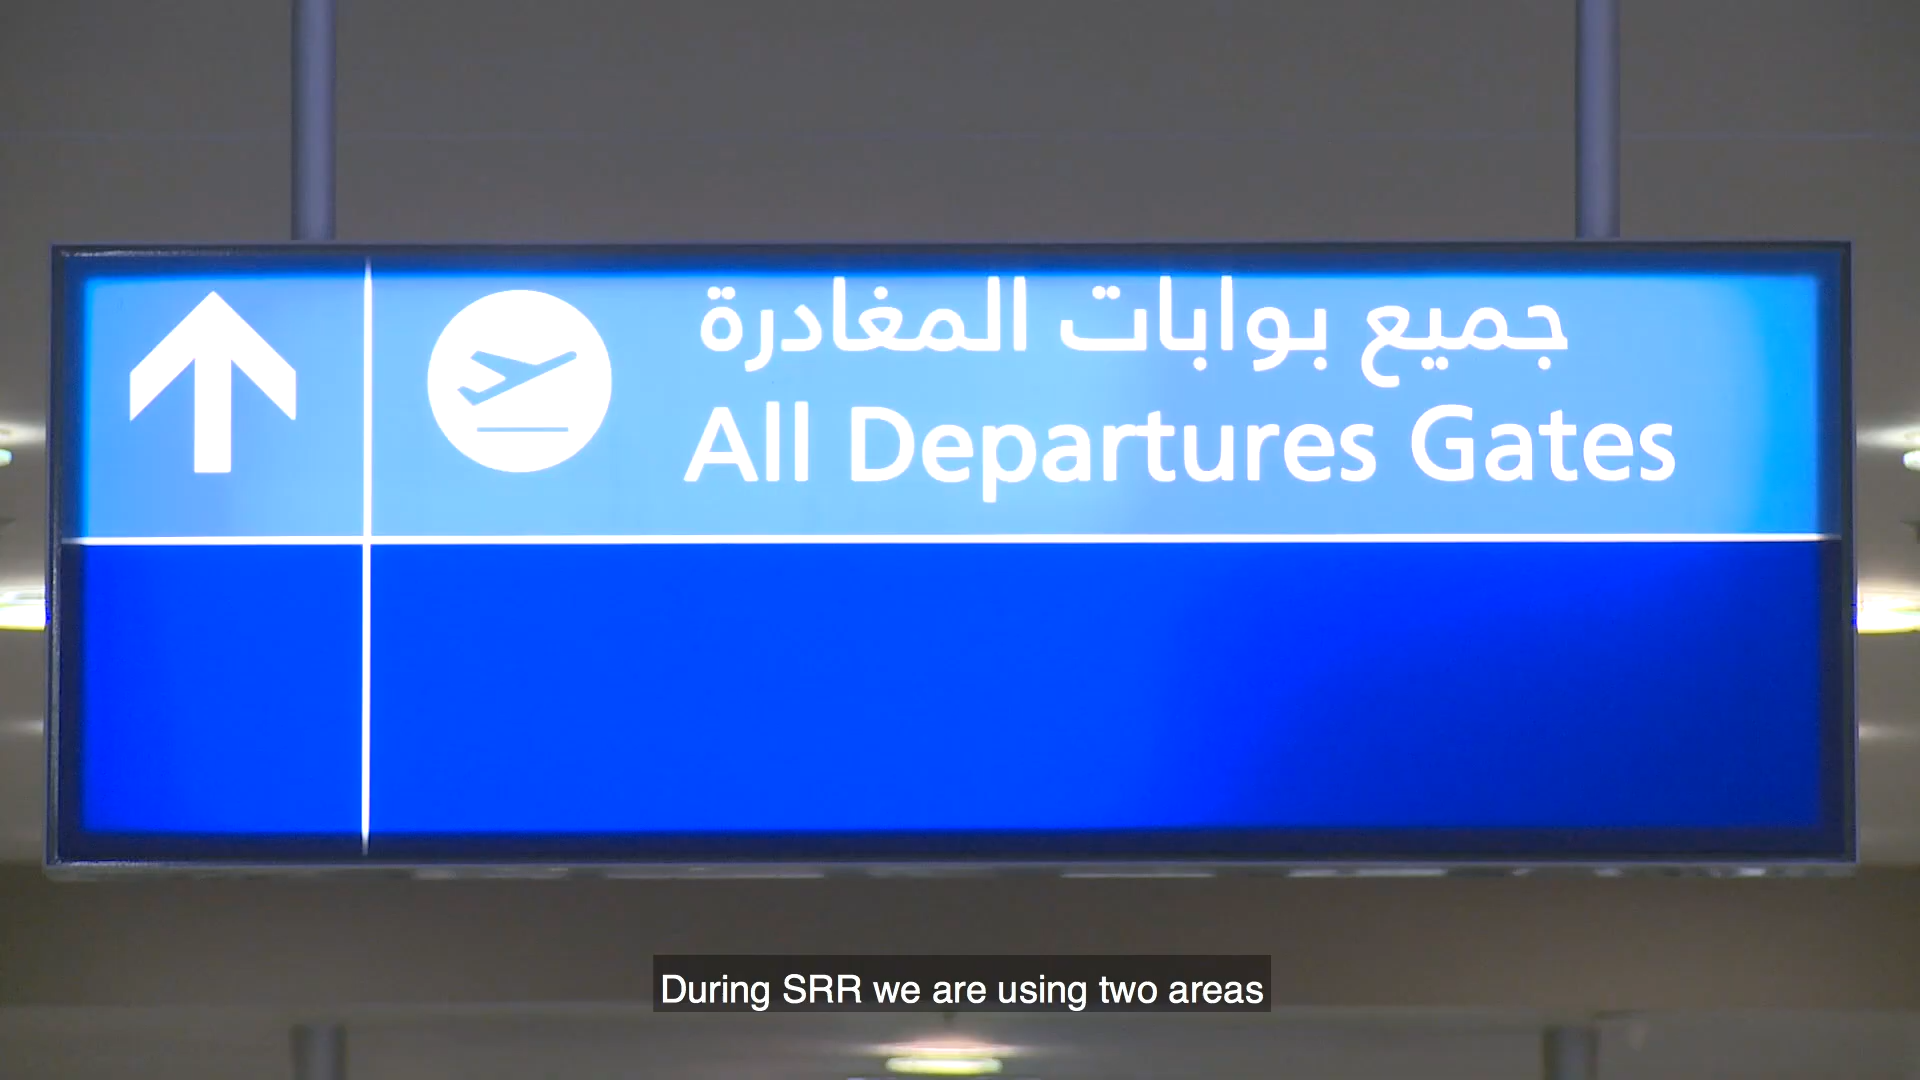 جميع بوابات المغادرة
All Departures Gates
During SRR we are using two areas